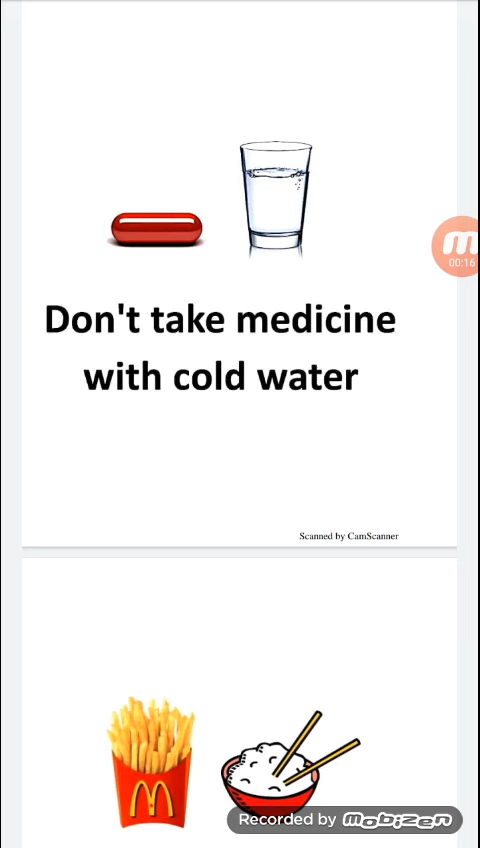 00:16
Don't take medicine
with cold water
Scanned by CamScanner
Recorded by mobizen